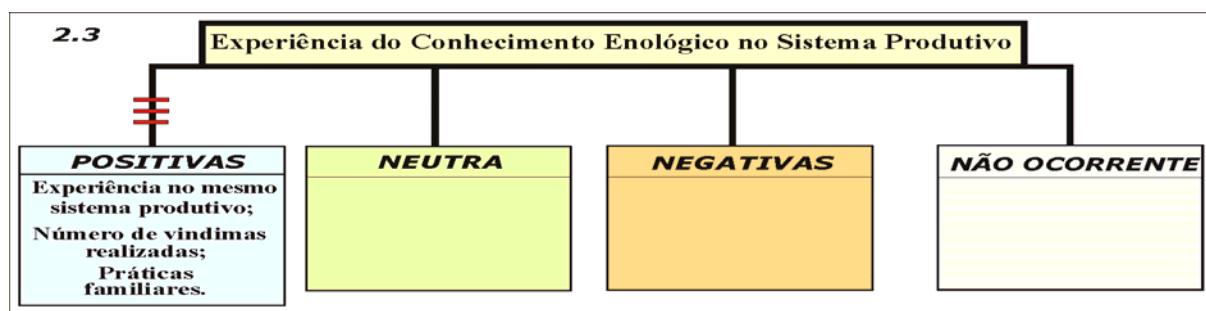 2.3
Experiência do Conhecimento Enológico no Sistema Produtivo
POSITIVAS
Experiência no mesmo
sistema produtivo;
Número de vindimas
realizadas;
Práticas
familiares.
NEUTRA
NEGATIVAS
NÃO OCORRENTE